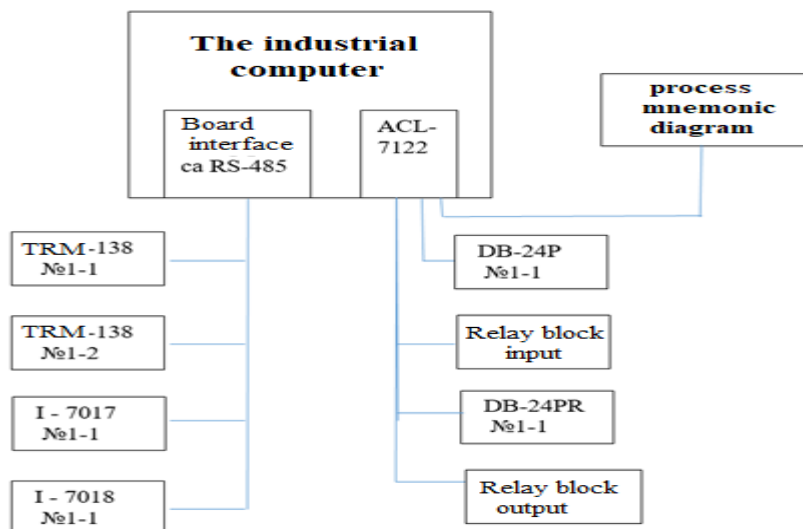 The industrial
computer
Board
interface
ca RS-485
ACL-
7122
process
mnemonic
diagram
TRM-138
№1-1
TRM-138
№1-2
I - 7017
№1-1
I - 7018
№1-1
DB-24P
№1-1
Relay block
input
DB-24PR
№1-1
Relay block
output